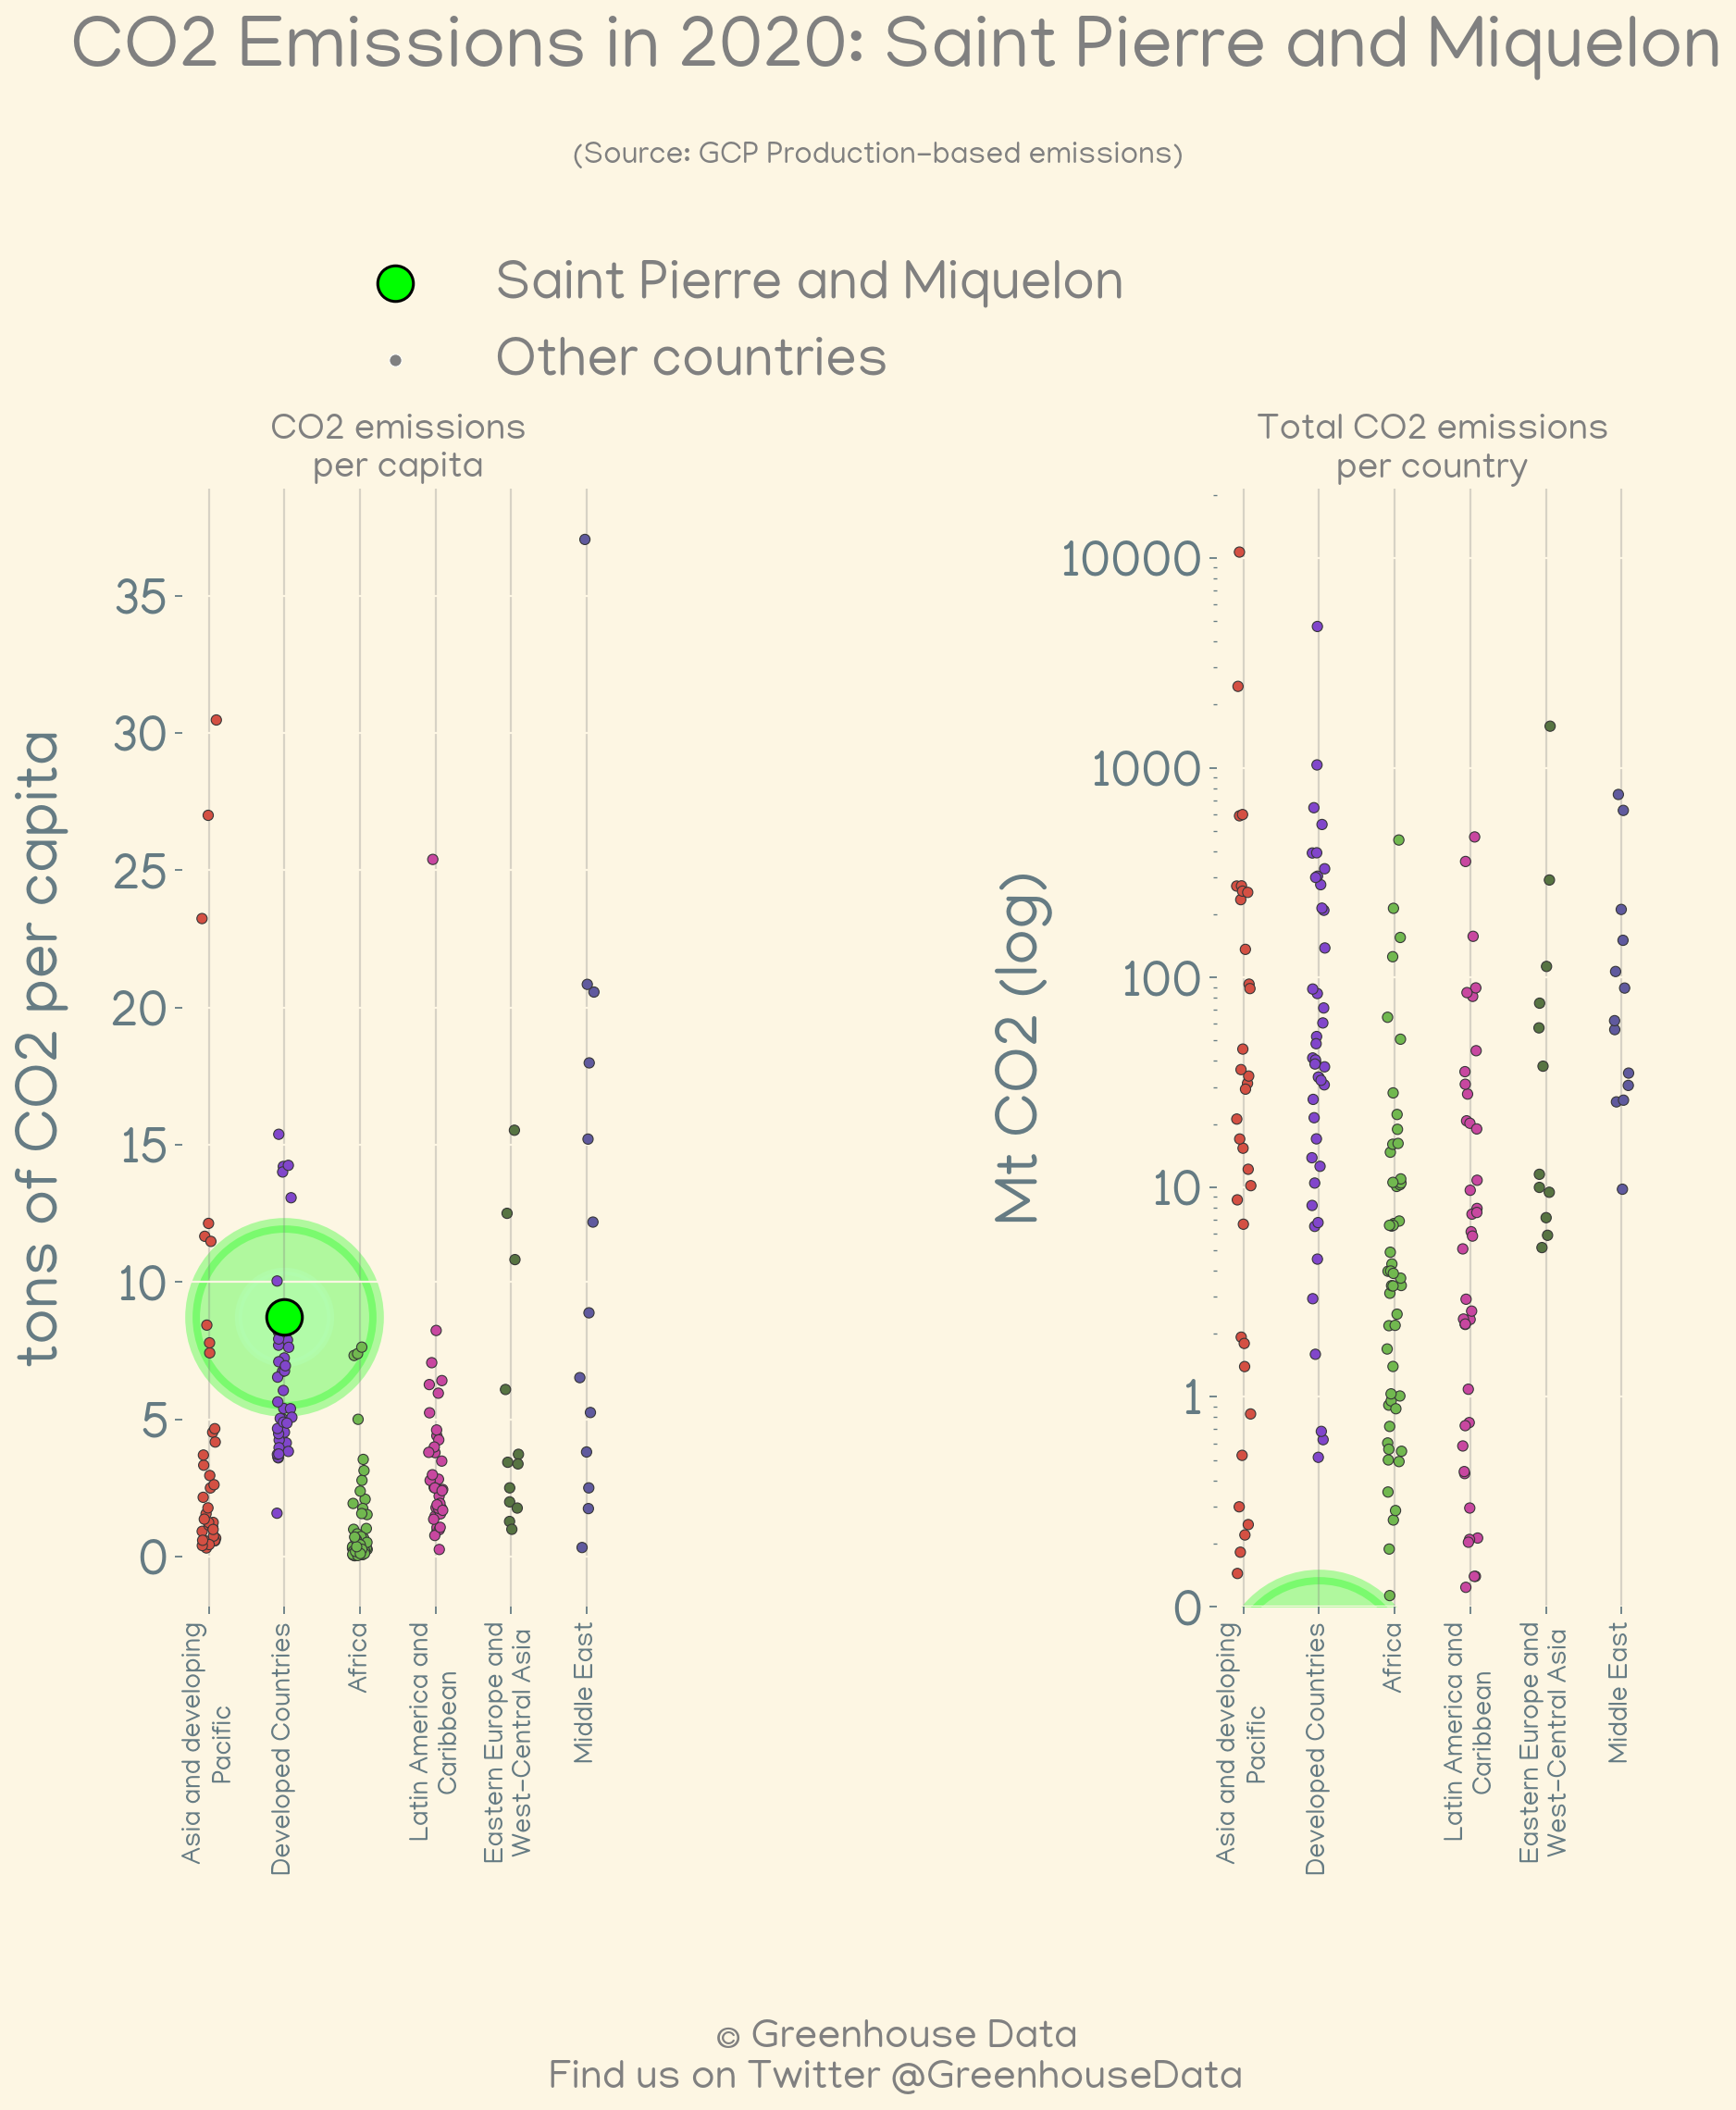 CO2 Emissions in 2020: Saint Pierre and Miquelon
(Source: GCP Production-based emissions)
Saint Pierre and Miquelon
Other countries
CO2 emissions
per capita
tons of CO2 per capita
35
30
25
20
15
10
5
0
Asia and developing
Pacific
Developed Countries
Africa
Latin America and
Caribbean
Eastern Europe and
West-Central Asia
Middle East
Total CO2 emissions
per country
Mt CO2 (log)
10000
1000
100
10
1
0
Asia and developing
Pacific
Developed Countries
Africa
Latin America and
Caribbean
Eastern Europe and
West-Central Asia
Middle East
© Greenhouse Data
Find us on Twitter @GreenhouseData